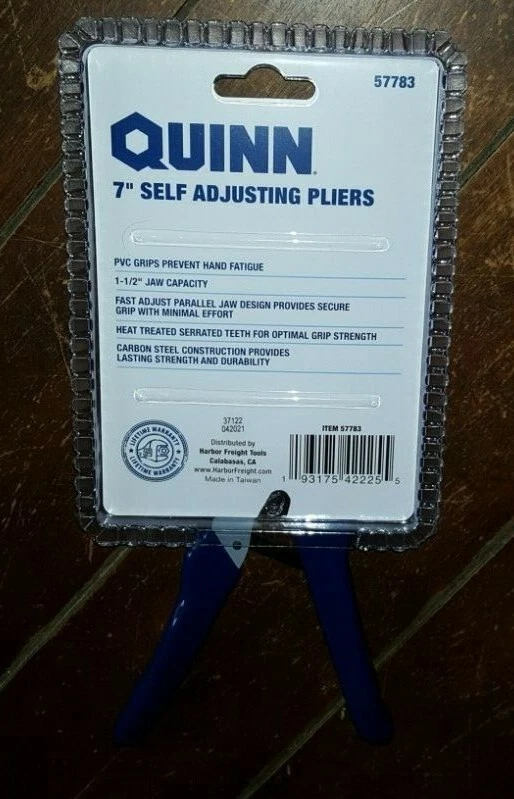 57783
QUINN
7" SELF ADJUSTING PLIERS
PVC GRIPS PREVENT HAND FATIGUE
1-1/2" JAW CAPACITY
FAST ADJUST PARALLEL JAW DESIGN PROVIDES SECURE
GRIP WITH MINIMAL EFFORT
HEAT TREATED SERRATED TEETH FOR OPTIMAL GRIP STRENGTH
CARBON STEEL CONSTRUCTION PROVIDES
LASTING STRENGTH AND DURABILITY
LIFETIME WARRANTY
LIFETIME WARRANTY
37122
042021
Distributed by
Harbor Freight Tools
Calabasas, CA
www.HarborFreight.com
Made in Taiwan
ITEM 57783
1 93175 42225 5